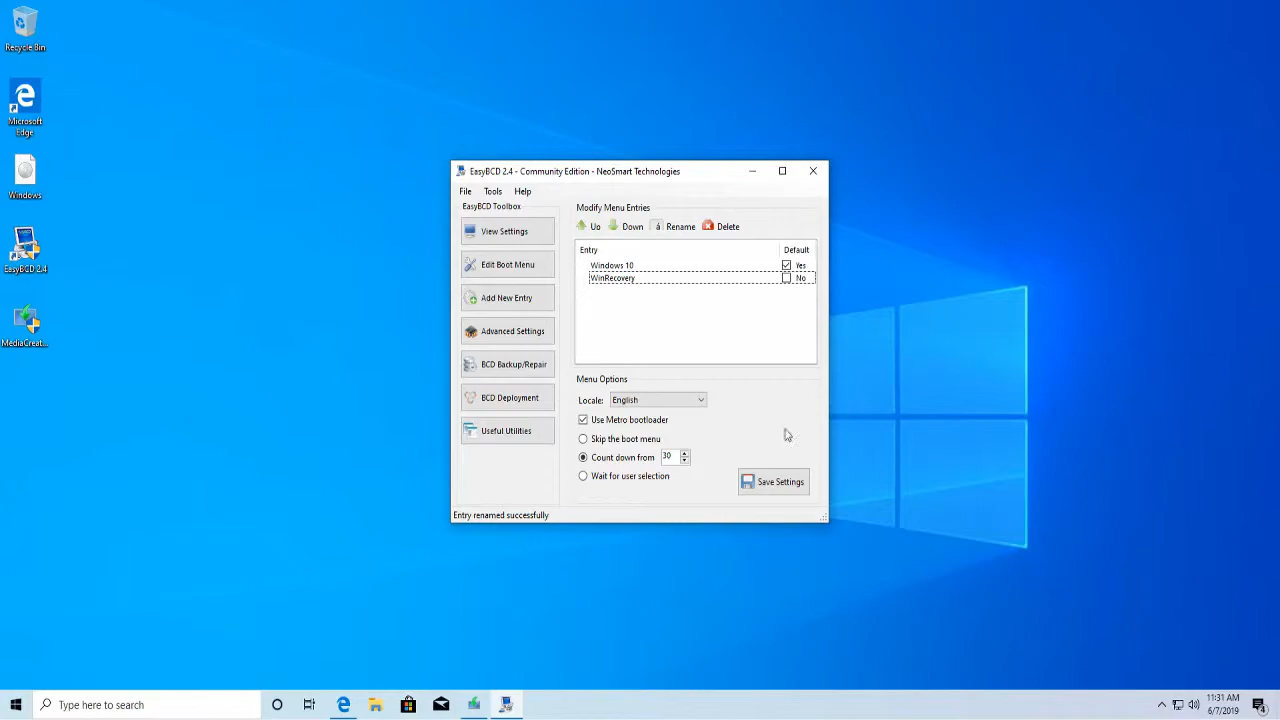 Recycle Bin
Microsoft
Edge
Windows
EasyBCD 2.4
MediaCreat...
EasyBCD 2.4 - Community Edition - NeoSmart Technologies
File Tools Help
EasyBCD Toolbox
View Settings
Edit Boot Menu
Add New Entry
Advanced Settings
BCD Backup/Repair
BCD Deployment
Useful Utilities
Modify Menu Entries
Up Down Rename Delete
Entry Default
Windows 10 Yes
WinRecovery No
Menu Options
Locale: English
Use Metro bootloader
Skip the boot menu
Count down from 30
Wait for user selection
Save Settings
Entry renamed successfully
Type here to search
11:31 AM
6/7/2019
4